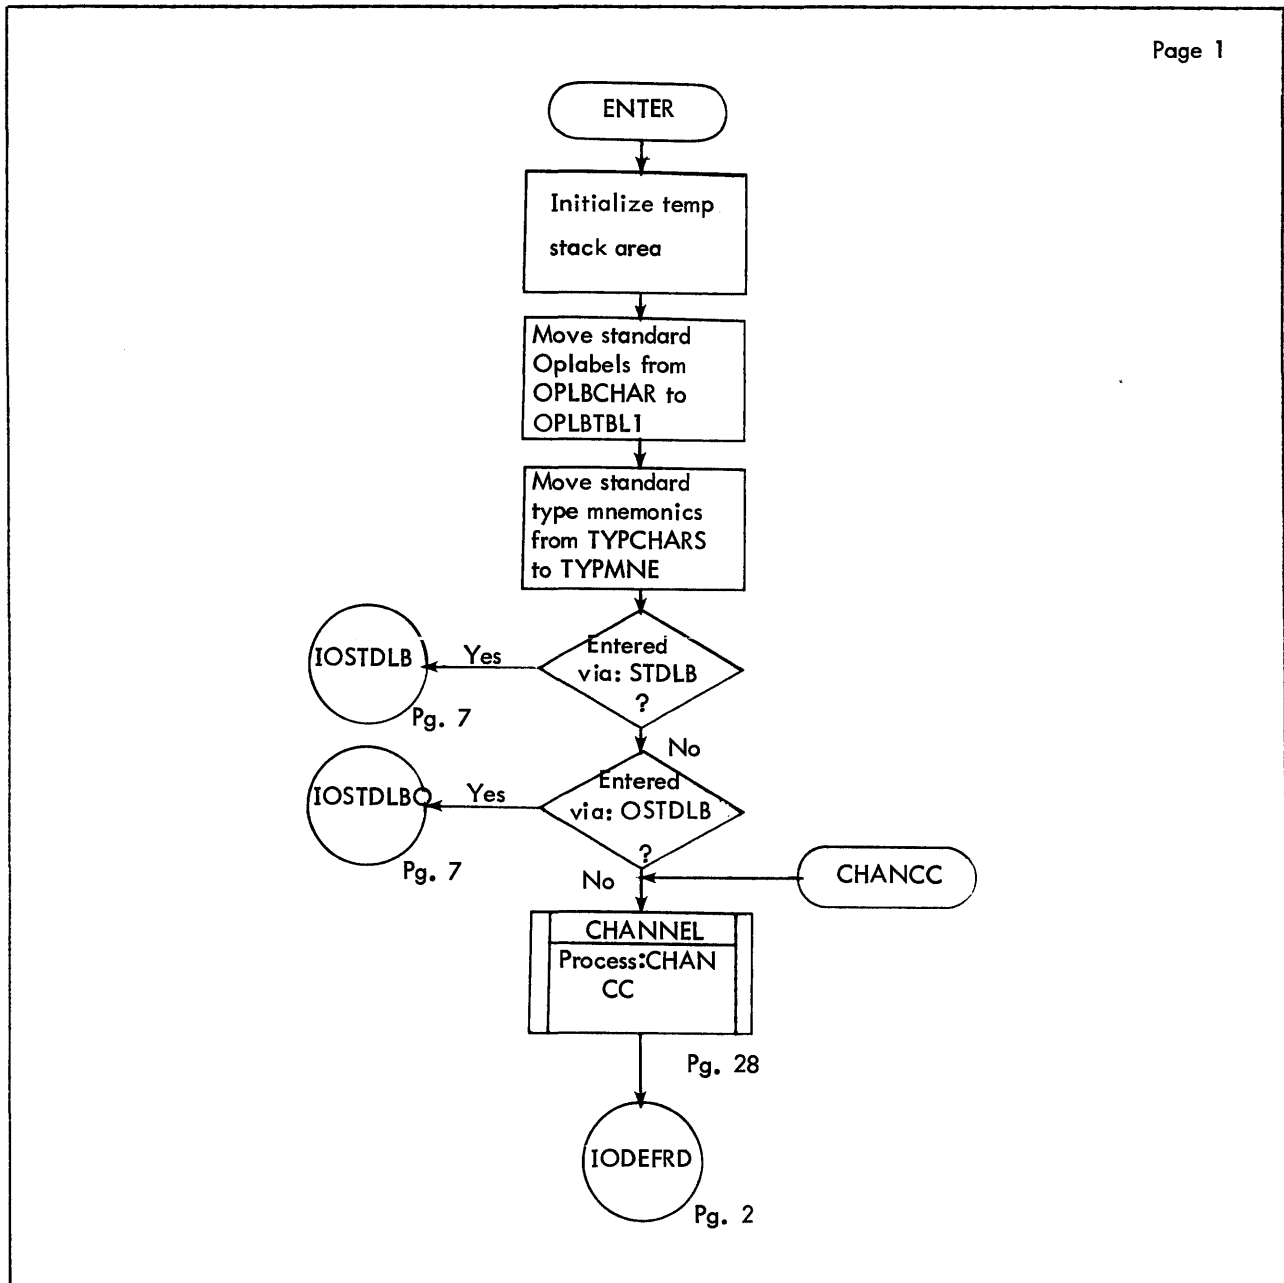 Page 1
ENTER
Initialize temp
stack area
Move standard
Oplabels from
OPLBCHAR to
OPLBTBL1
Move standard
type mnemonics
from TYPCHARS
to TYPMNE
Entered
via: STDLB
?
Yes
IOSTDLB
Pg. 7
No
Entered
via: OSTDLB
?
Yes
IOSTDLBO
Pg. 7
No
CHANCC
CHANNEL
Process:CHAN
CC
Pg. 28
IODEFRD
Pg. 2